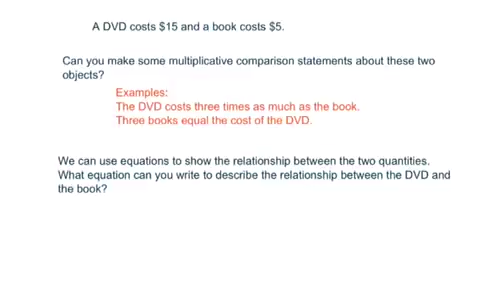 A DVD costs $15 and a book costs $5.
Can you make some multiplicative comparison statements about these two
objects?
Examples:
The DVD costs three times as much as the book.
Three books equal the cost of the DVD.
We can use equations to show the relationship between the two quantities.
What equation can you write to describe the relationship between the DVD and
the book?